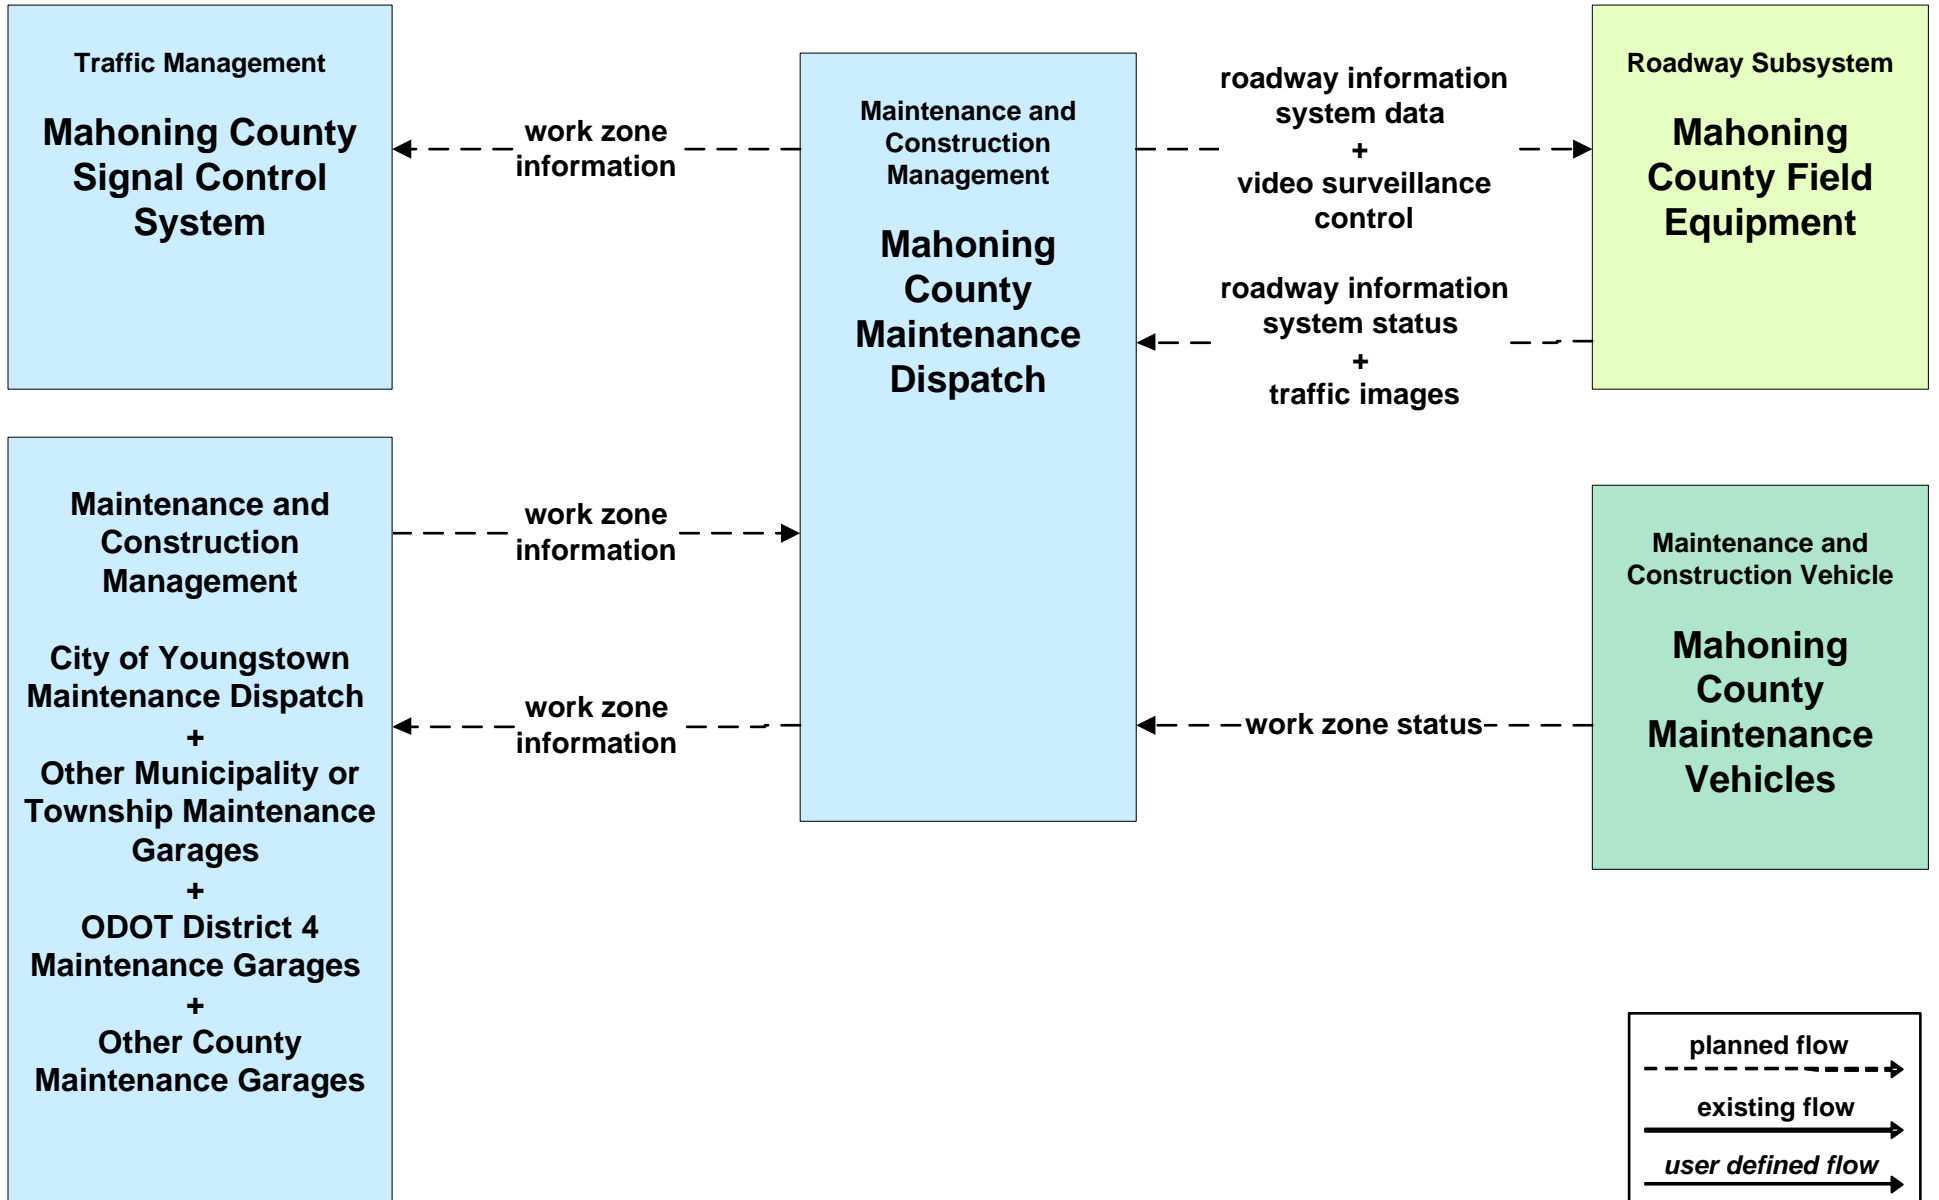 Traffic Management
Mahoning County
Signal Control
System
work zone
information
Maintenance and
Construction
Management
Mahoning
County
Maintenance
Dispatch
roadway information
system data
+
video surveillance
control
roadway information
system status
+
traffic images
Roadway Subsystem
Mahoning
County Field
Equipment
Maintenance and
Construction
Management
City of Youngstown
Maintenance Dispatch
+
Other Municipality or
Township Maintenance
Garages
+
ODOT District 4
Maintenance Garages
+
Other County
Maintenance Garages
work zone
information
work zone
information
work zone status
Maintenance and
Construction Vehicle
Mahoning
County
Maintenance
Vehicles
planned flow
existing flow
user defined flow